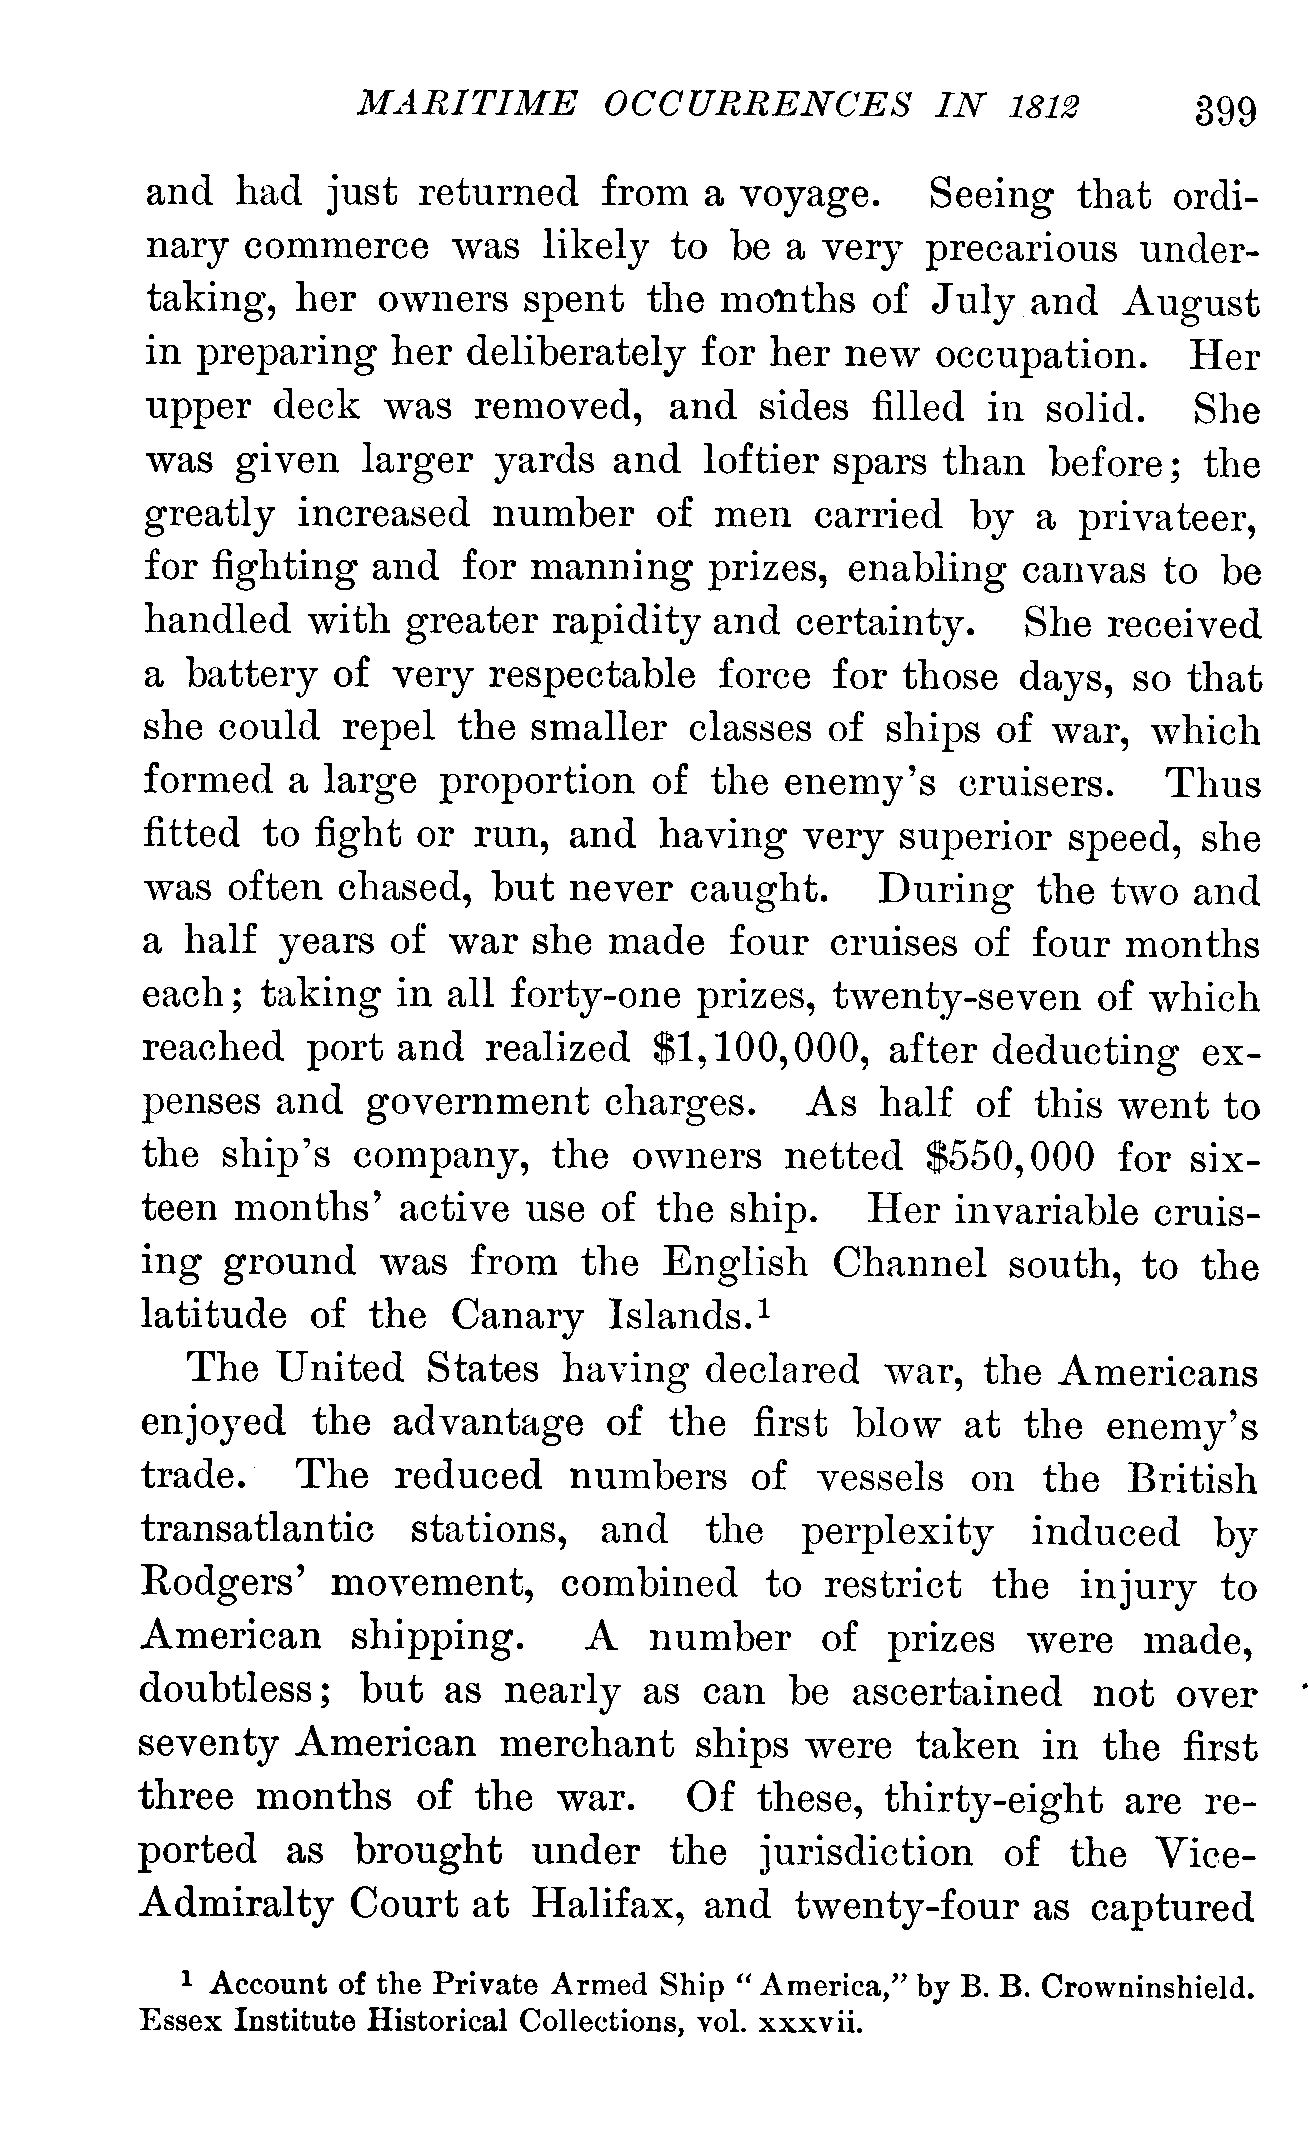 MARITIME OCCURRENCES IN 1812 399
and had just returned from a voyage. Seeing that ordi-
nary commerce was likely to be a very precarious under-
taking, her owners spent the months of July and August
in preparing her deliberately for her new occupation. Her
upper deck was removed, and sides filled in solid. She
was given larger yards and loftier spars than before; the
greatly increased number of men carried by a privateer,
for fighting and for manning prizes, enabling canvas to be
handled with greater rapidity and certainty. She received
a battery of very respectable force for those days, so that
she could repel the smaller classes of ships of war, which
formed a large proportion of the enemy's cruisers. Thus
fitted to fight or run, and having very superior speed, she
was often chased, but never caught. During the two and
a half years of war she made four cruises of four months
each; taking in all forty-one prizes, twenty-seven of which
reached port and realized $1,100,000, after deducting ex-
penses and government charges. As half of this went to
the ship's company, the owners netted $550,000 for six-
teen months' active use of the ship. Her invariable cruis-
ing ground was from the English Channel south, to the
latitude of the Canary Islands.¹
The United States having declared war, the Americans
enjoyed the advantage of the first blow at the enemy's
trade. The reduced numbers of vessels on the British
transatlantic stations, and the perplexity induced by
Rodgers' movement, combined to restrict the injury to
American shipping. A number of prizes were made,
doubtless; but as nearly as can be ascertained not over
seventy American merchant ships were taken in the first
three months of the war. Of these, thirty-eight are re-
ported as brought under the jurisdiction of the Vice-
Admiralty Court at Halifax, and twenty-four as captured
¹ Account of the Private Armed Ship "America," by B. B. Crowninshield.
Essex Institute Historical Collections, vol. xxxvii.